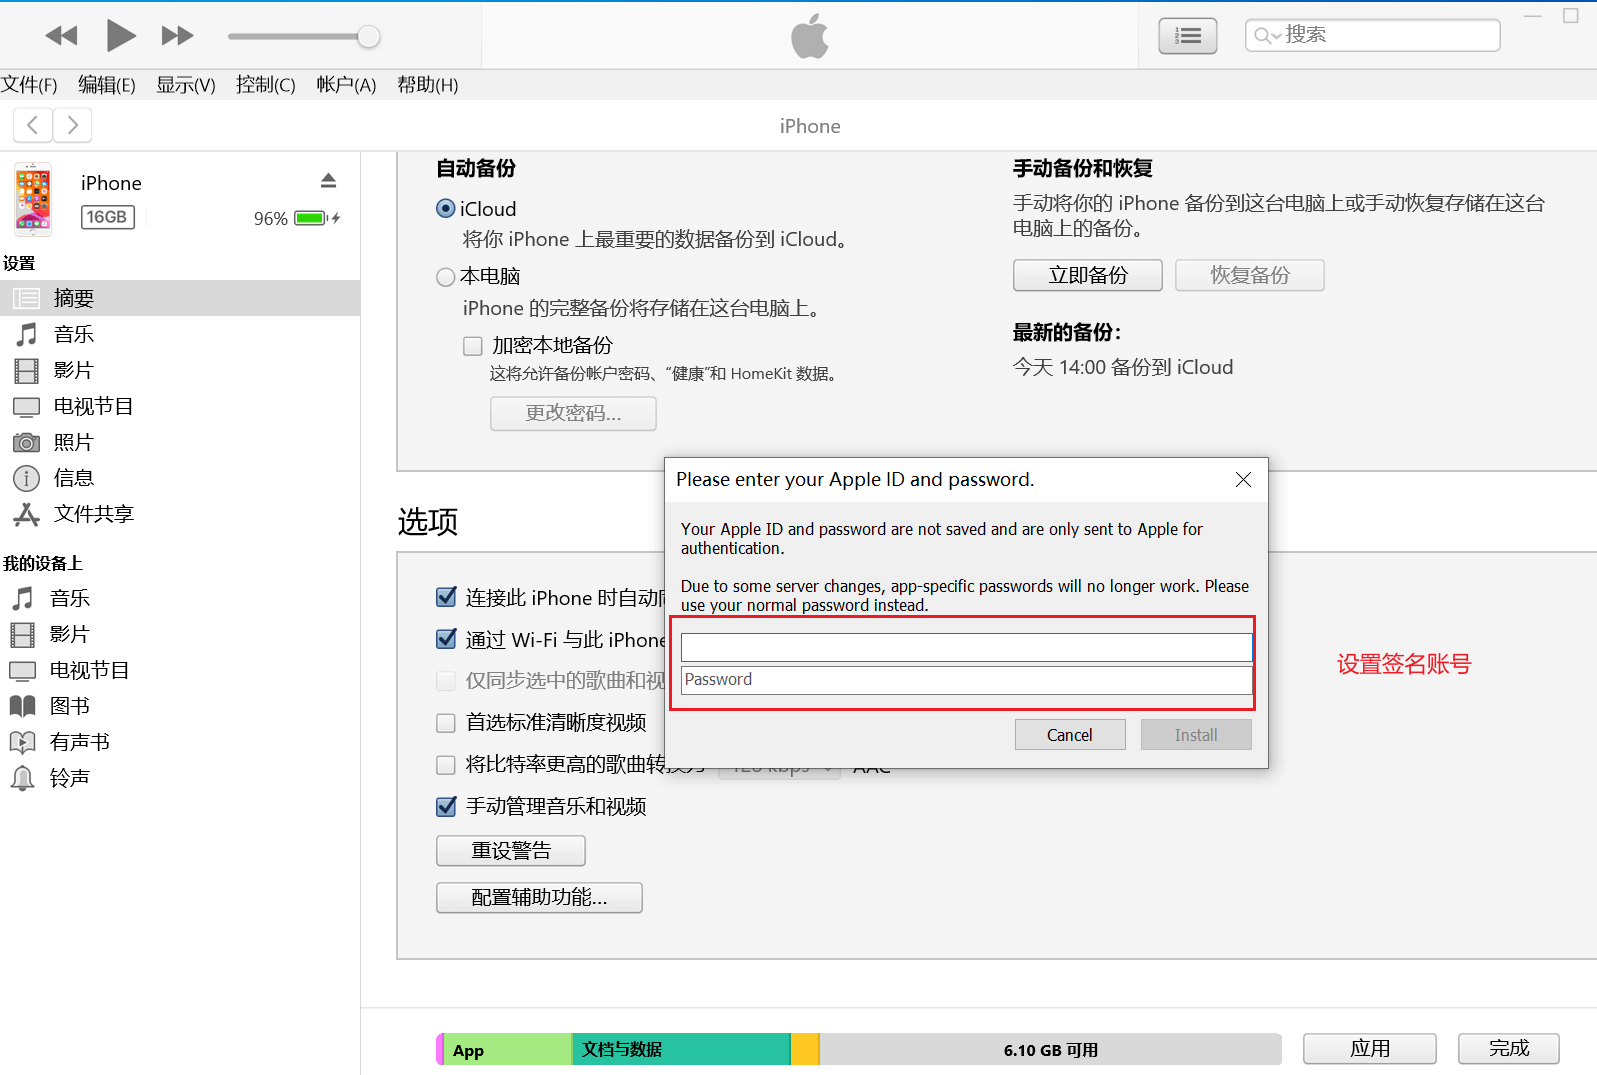 搜索
文件(F) 编辑(E) 显示(V) 控制(C) 帐户(A) 帮助(H)
iPhone
iPhone
16GB
96%
设置
摘要
音乐
影片
电视节目
照片
信息
文件共享
我的设备上
音乐
影片
电视节目
图书
有声书
铃声
自动备份
iCloud
将你 iPhone 上最重要的数据备份到 iCloud。
本电脑
iPhone 的完整备份将存储在这台电脑上。
加密本地备份
这将允许备份帐户密码、“健康”和 HomeKit 数据。
更改密码...
手动备份和恢复
手动将你的 iPhone 备份到这台电脑上或手动恢复存储在这台
电脑上的备份。
立即备份 恢复备份
最新的备份：
今天 14:00 备份到 iCloud
选项
连接此 iPhone 时自动
通过 Wi-Fi 与此 iPhone
仅同步选中的歌曲和视
首选标准清晰度视频
将比特率更高的歌曲转换为 128 kbps AAC
手动管理音乐和视频
重设警告
配置辅助功能...
Please enter your Apple ID and password.
Your Apple ID and password are not saved and are only sent to Apple for
authentication.
Due to some server changes, app-specific passwords will no longer work. Please
use your normal password instead.
Password
Cancel Install
设置签名账号
App 文档与数据 6.10 GB 可用
应用 完成